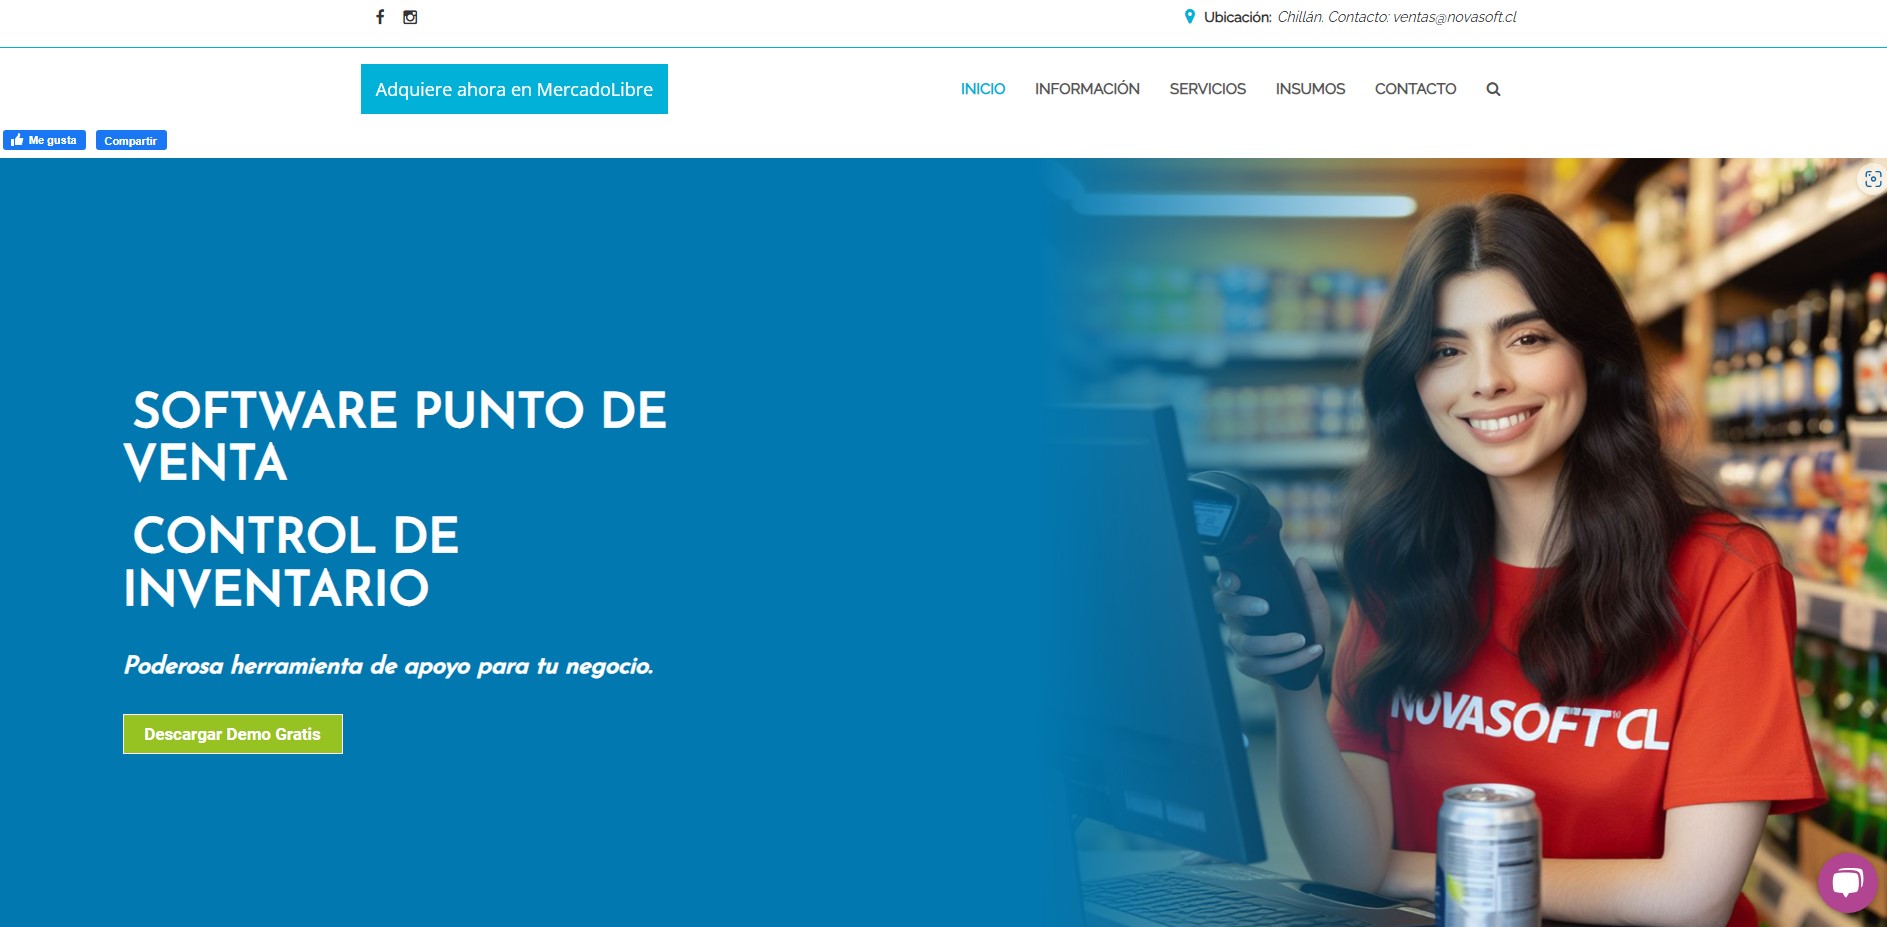 Ubicación: Chillán. Contacto: ventas@novasoft.cl
Adquiere ahora en MercadoLibre
INICIO INFORMACIÓN SERVICIOS INSUMOS CONTACTO
Me gusta Compartir
SOFTWARE PUNTO DE
VENTA
CONTROL DE
INVENTARIO
Poderosa herramienta de apoyo para tu negocio.
Descargar Demo Gratis
NOVASOFT CL